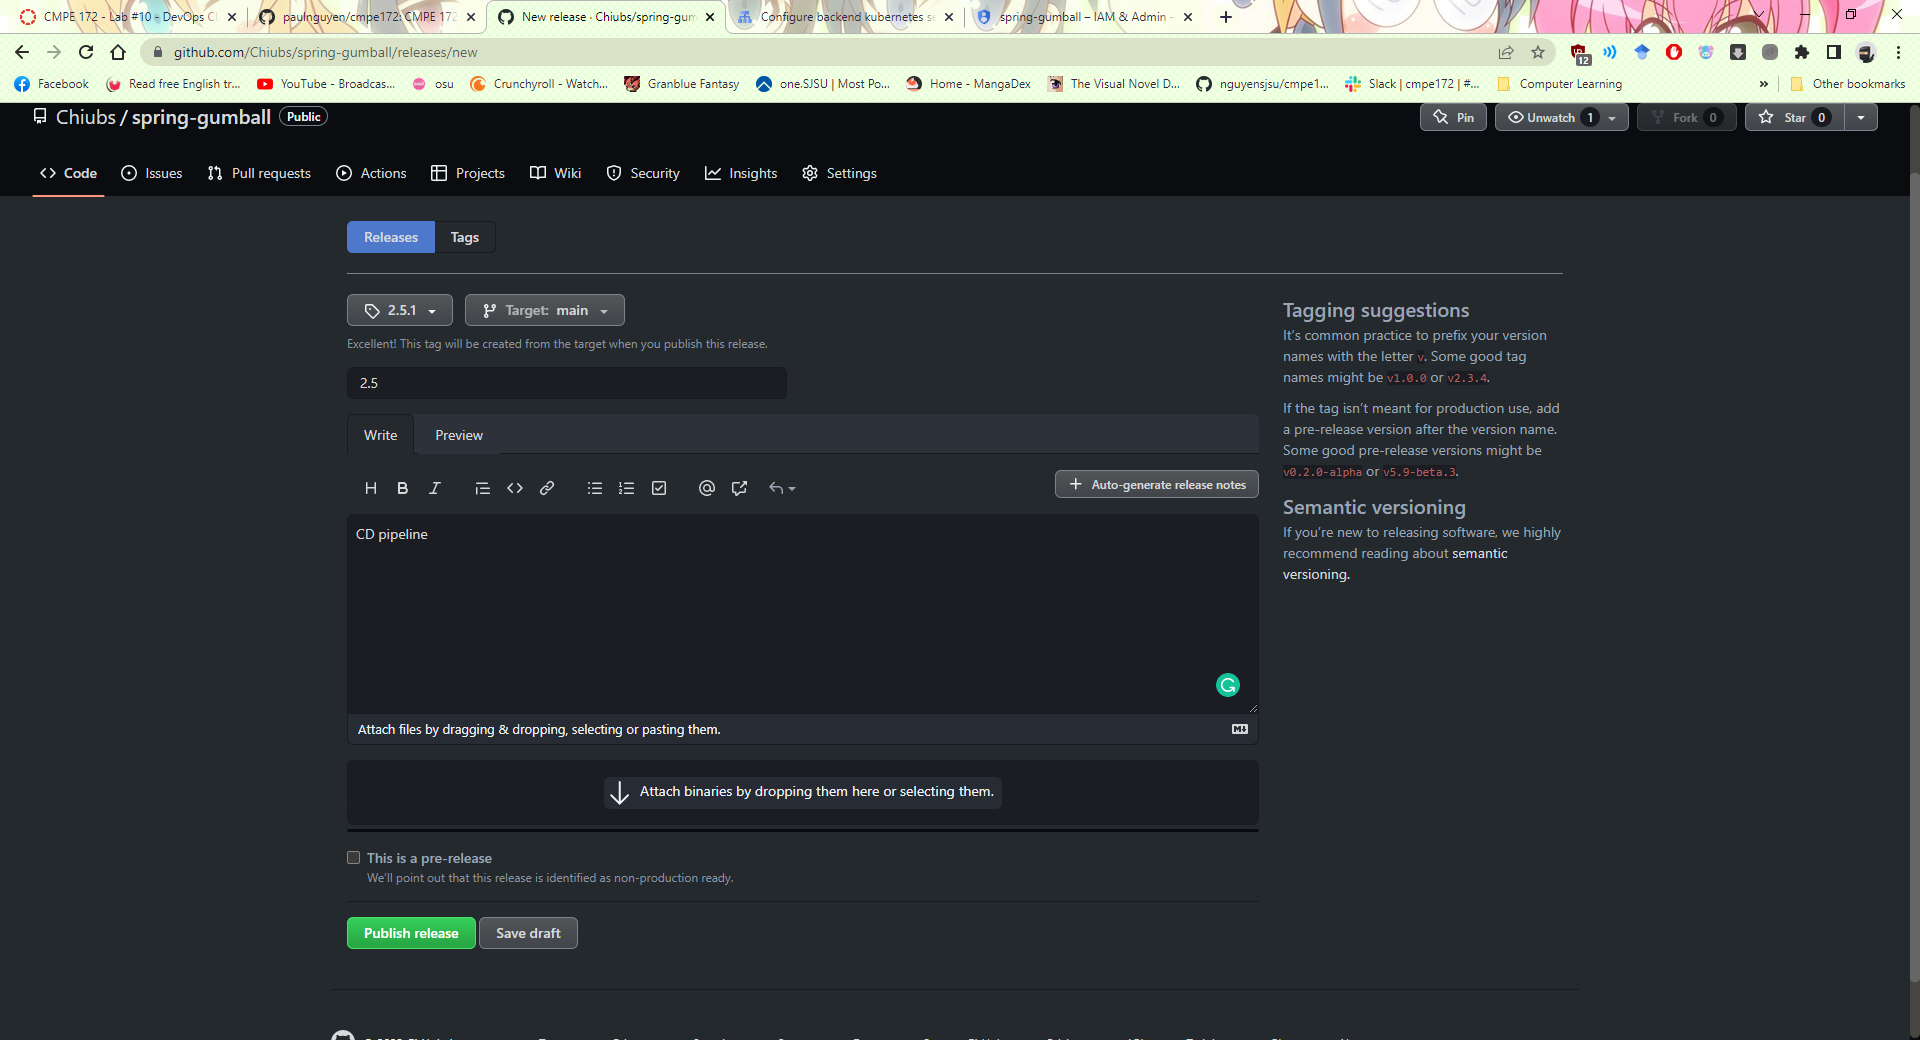 CMPE 172 - Lab #10 - DevOps CI
paulnguyen/cmpe172: CMPE 172
New release · Chiubs/spring-gum
Configure backend kubernetes se
spring-gumball – IAM & Admin -
github.com/Chiubs/spring-gumball/releases/new
12
Facebook
Read free English tr...
YouTube - Broadcas...
osu
Crunchyroll - Watch...
Granblue Fantasy
one.SJSU | Most Po...
Home - MangaDex
The Visual Novel D...
nguyensjsu/cmpe1...
Slack | cmpe172 | #...
Computer Learning
»
Other bookmarks
Chiubs / spring-gumball Public
Pin
Unwatch 1
Fork 0
Star 0
Code
Issues
Pull requests
Actions
Projects
Wiki
Security
Insights
Settings
Releases
Tags
2.5.1
Target: main
Excellent! This tag will be created from the target when you publish this release.
2.5
Write
Preview
H B I
Auto-generate release notes
CD pipeline
Attach files by dragging & dropping, selecting or pasting them.
Attach binaries by dropping them here or selecting them.
This is a pre-release
We'll point out that this release is identified as non-production ready.
Publish release
Save draft
Tagging suggestions
It's common practice to prefix your version
names with the letter v. Some good tag
names might be v1.0.0 or v2.3.4.
If the tag isn't meant for production use, add
a pre-release version after the version name.
Some good pre-release versions might be
v0.2.0-alpha or v5.9-beta.3.
Semantic versioning
If you're new to releasing software, we highly
recommend reading about semantic
versioning.